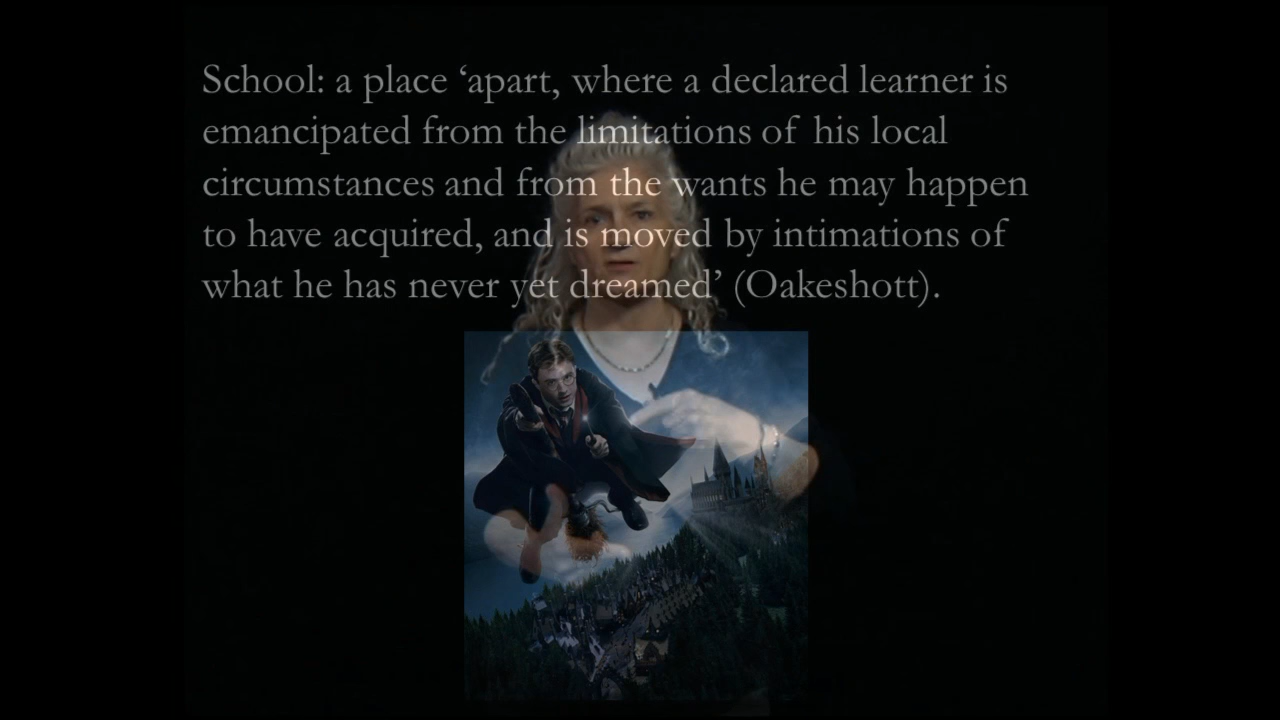 School: a place ‘apart, where a declared learner is
emancipated from the limitations of his local
circumstances and from the wants he may happen
to have acquired, and is moved by intimations of
what he has never yet dreamed’ (Oakeshott).